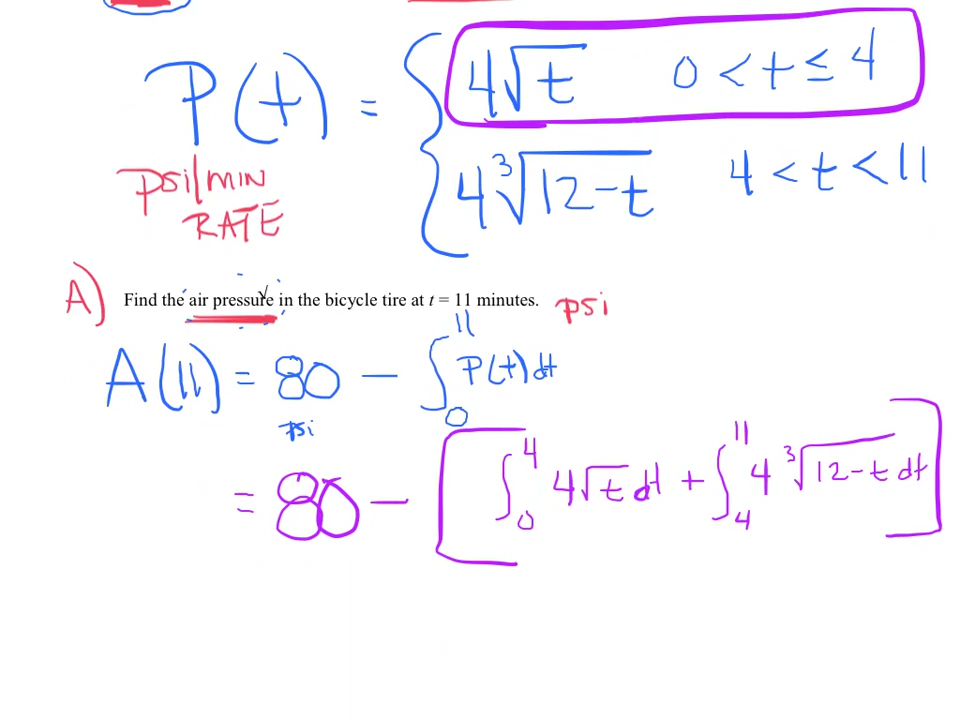 P(t) = { 4√t 0 < t ≤ 4
4∛(12-t) 4 < t < 11
psi/MIN
RATE
A) Find the air pressure in the bicycle tire at t = 11 minutes. psi
A(11) = 80 - ∫₀¹¹ P(t)dt
psi
= 80 - [ ∫₀⁴ 4√t dt + ∫₄¹¹ 4∛(12-t) dt ]